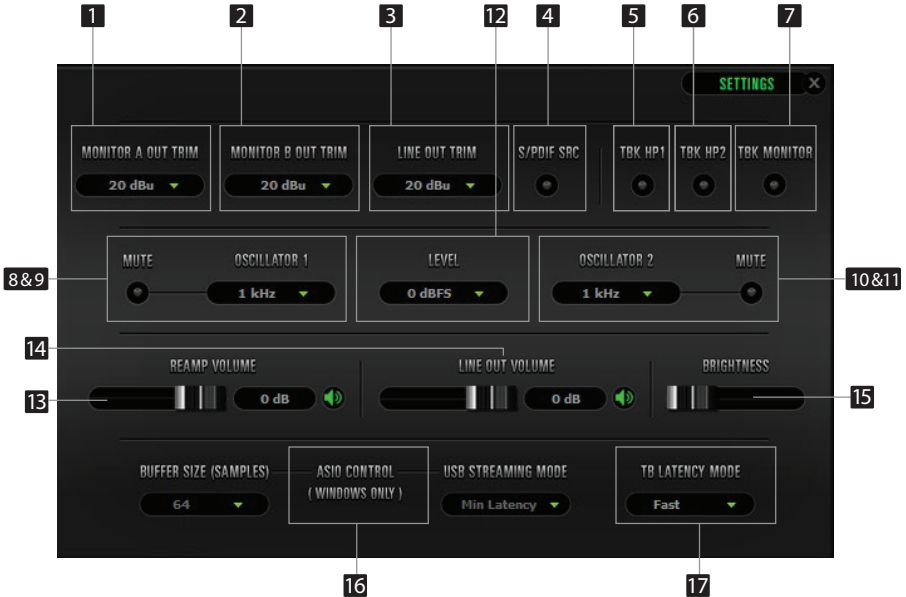 1 2 3 12 4 5 6 7
SETTINGS X
MONITOR A OUT TRIM MONITOR B OUT TRIM LINE OUT TRIM S/PDIF SRC TBK HP1 TBK HP2 TBK MONITOR
20 dBu 20 dBu 20 dBu
8&9 MUTE OSCILLATOR 1 LEVEL OSCILLATOR 2 MUTE 10&11
1 kHz 0 dBFS 1 kHz
14
REAMP VOLUME LINE OUT VOLUME BRIGHTNESS
13 0 dB 0 dB 15
BUFFER SIZE (SAMPLES) ASIO CONTROL USB STREAMING MODE TB LATENCY MODE
( WINDOWS ONLY )
64 Min Latency Fast
16 17